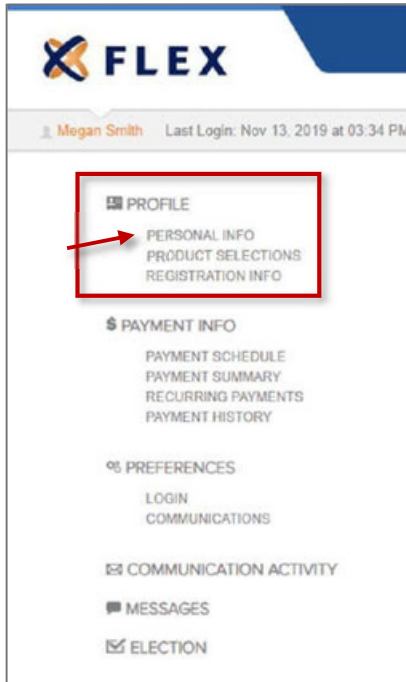 FLEX
Megan Smith Last Login: Nov 13, 2019 at 03:34 PM
PROFILE
PERSONAL INFO
PRODUCT SELECTIONS
REGISTRATION INFO
$ PAYMENT INFO
PAYMENT SCHEDULE
PAYMENT SUMMARY
RECURRING PAYMENTS
PAYMENT HISTORY
PREFERENCES
LOGIN
COMMUNICATIONS
COMMUNICATION ACTIVITY
MESSAGES
ELECTION